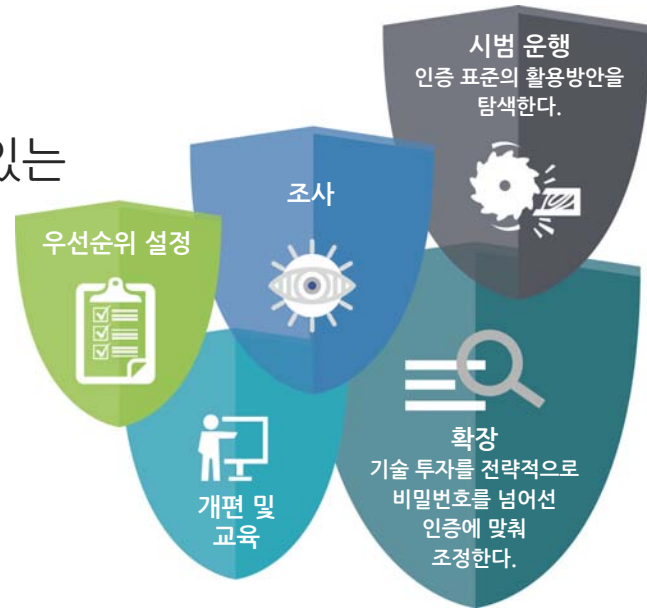 있는
우선순위 설정
조사
시범 운행
인증 표준의 활용방안을
탐색한다.
개편 및
교육
확장
기술 투자를 전략적으로
비밀번호를 넘어선
인증에 맞춰
조정한다.